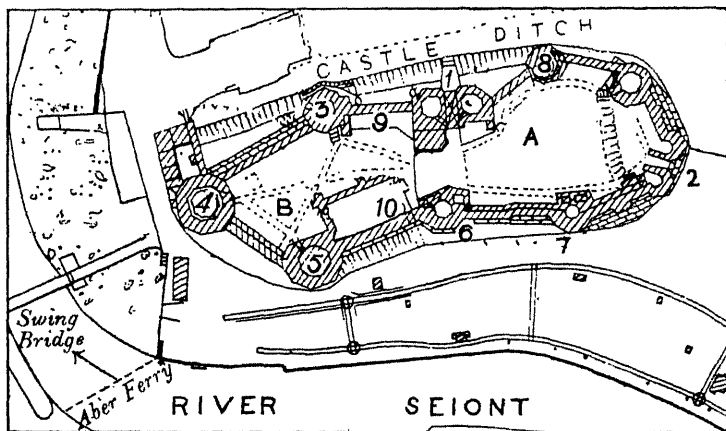 CASTLE DITCH
1
8
3
9
A
2
4
B
10
6
7
5
Swing
Bridge
Aber Ferry
RIVER SEIONT